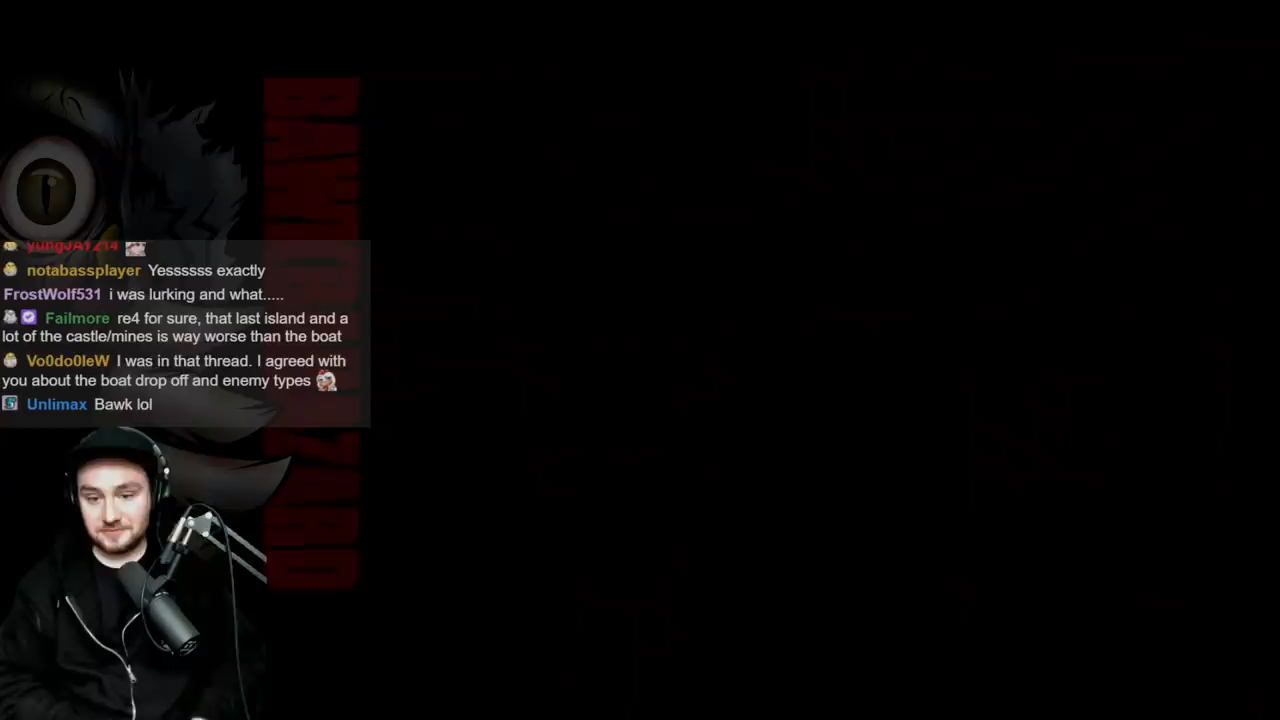 yungJAY214
notabassplayer Yessssss exactly
FrostWolf531 i was lurking and what.....
Failmore re4 for sure, that last island and a
lot of the castle/mines is way worse than the boat
Vo0do0leW I was in that thread. I agreed with
you about the boat drop off and enemy types
Unlimax Bawk lol